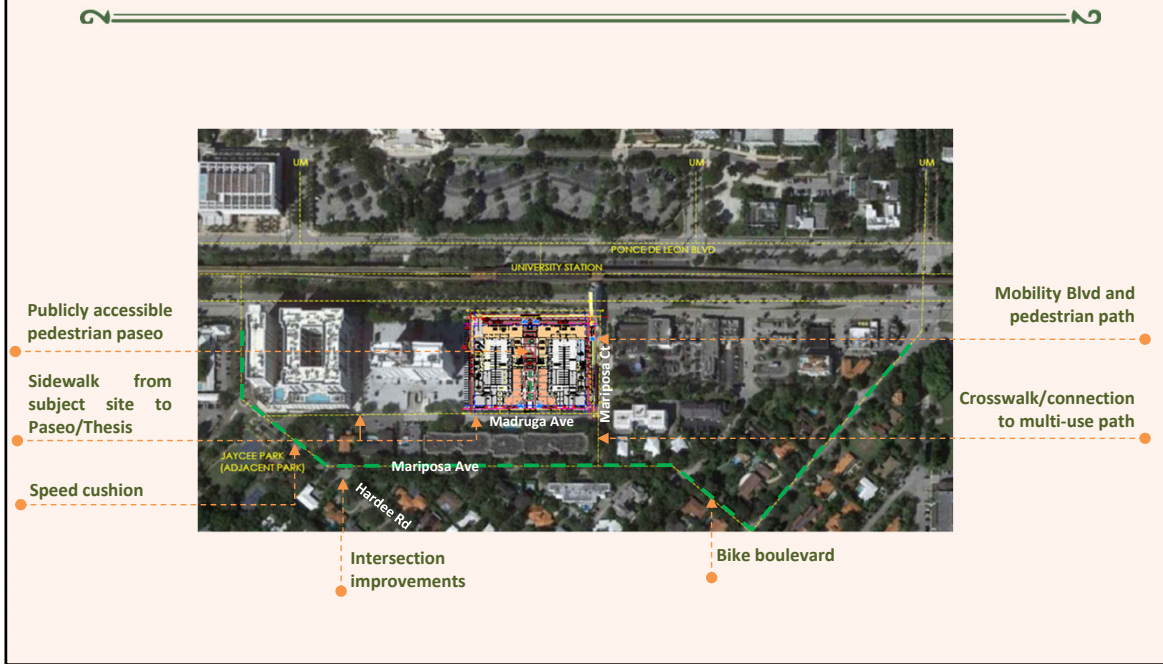 UM
UM
UM
PONCE DE LEON BLVD
UNIVERSITY STATION
Publicly accessible
pedestrian paseo
Sidewalk from
subject site to
Paseo/Thesis
Speed cushion
Mobility Blvd and
pedestrian path
Crosswalk/connection
to multi-use path
Mariposa Ct
Madruga Ave
JAYCEE PARK
(ADJACENT PARK)
Mariposa Ave
Hardee Rd
Intersection
improvements
Bike boulevard